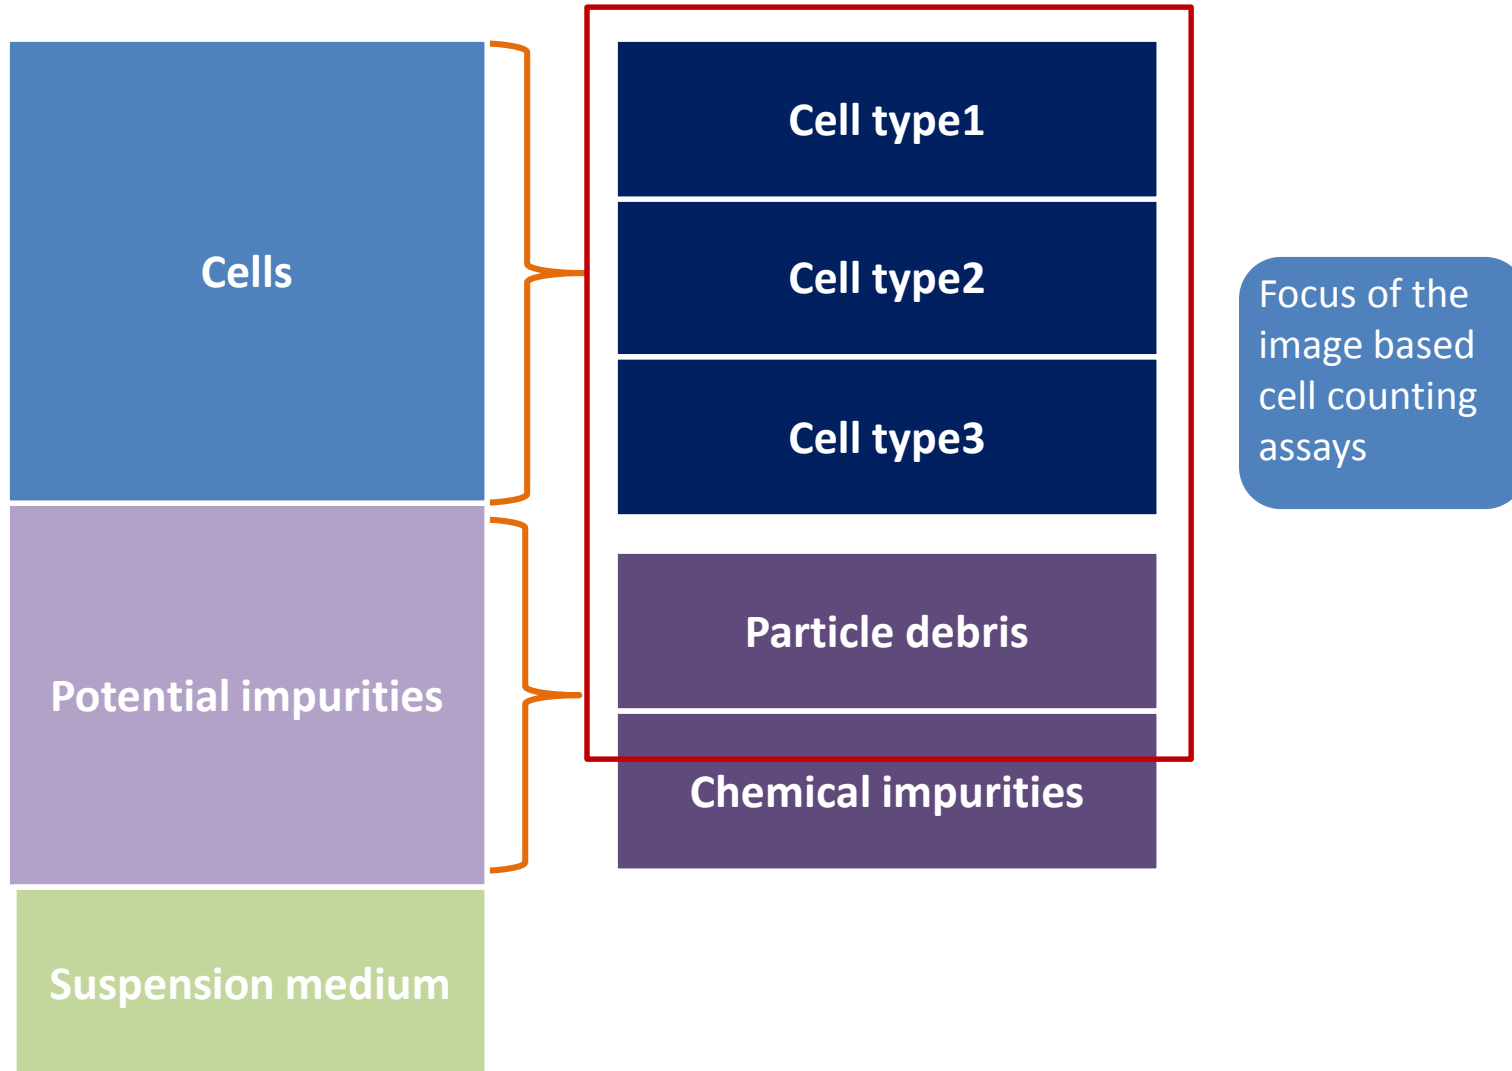 Cells
Potential impurities
Suspension medium
Cell type1
Cell type2
Cell type3
Particle debris
Chemical impurities
Focus of the
image based
cell counting
assays